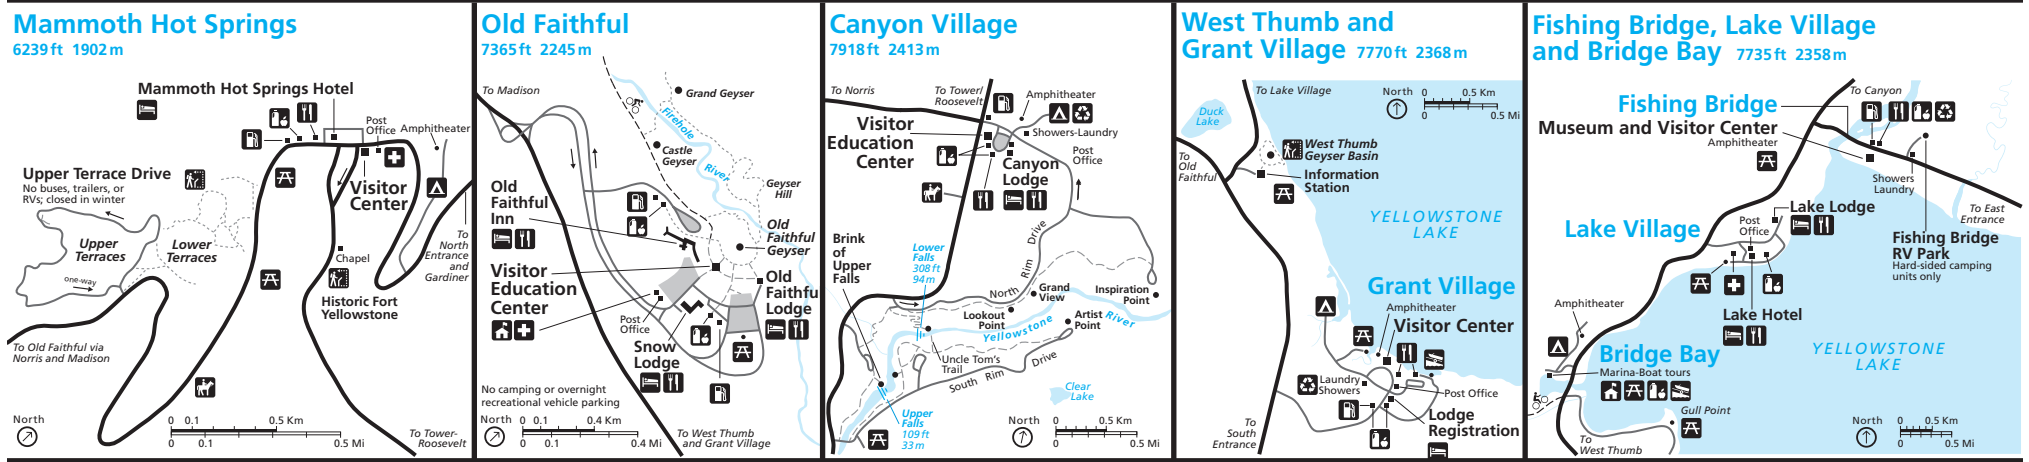 Mammoth Hot Springs
6239 ft 1902 m
Mammoth Hot Springs Hotel
Post
Office
Amphitheater
Upper Terrace Drive
No buses, trailers, or
RVs; closed in winter
Visitor
Center
Upper
Terraces
Lower
Terraces
one-way
Chapel
Historic Fort
Yellowstone
To
North
Entrance
and
Gardiner
To Old Faithful via
Norris and Madison
North
0 0.1 0.5 Km
0 0.1 0.5 Mi
To Tower-
Roosevelt
Old Faithful
7365 ft 2245 m
To Madison
Grand Geyser
Firehole
River
Castle
Geyser
Geyser
Hill
Old
Faithful
Inn
Old
Faithful
Geyser
Visitor
Education
Center
Old
Faithful
Lodge
Post
Office
Snow
Lodge
No camping or overnight
recreational vehicle parking
North
0 0.1 0.4 Km
0 0.1 0.4 Mi
To West Thumb
and Grant Village
Canyon Village
7918 ft 2413 m
To Norris
To Tower/
Roosevelt
Amphitheater
Showers-Laundry
Visitor
Education
Center
Post
Office
Canyon
Lodge
Brink
of
Upper
Falls
Lower
Falls
308 ft
94 m
North Rim Drive
Grand
View
Inspiration
Point
Lookout
Point
Artist
Point
Yellowstone River
Uncle Tom's
Trail
South Rim Drive
Clear
Lake
Upper
Falls
109 ft
33 m
North
0 0.5 Km
0 0.5 Mi
West Thumb and
Grant Village 7770 ft 2368 m
To Lake Village
North
0 0.5 Km
0 0.5 Mi
Duck
Lake
To
Old
Faithful
West Thumb
Geyser Basin
Information
Station
YELLOWSTONE
LAKE
Grant Village
Amphitheater
Visitor Center
Laundry
Showers
Post Office
Lodge
Registration
To
South
Entrance
Fishing Bridge, Lake Village
and Bridge Bay 7735 ft 2358 m
To Canyon
Fishing Bridge
Museum and Visitor Center
Amphitheater
Showers
Laundry
To East
Entrance
Lake Lodge
Post
Office
Lake Village
Fishing Bridge
RV Park
Hard-sided camping
units only
Amphitheater
Lake Hotel
Bridge Bay
Marina-Boat tours
YELLOWSTONE
LAKE
Gull Point
To
West Thumb
North
0 0.5 Km
0 0.5 Mi